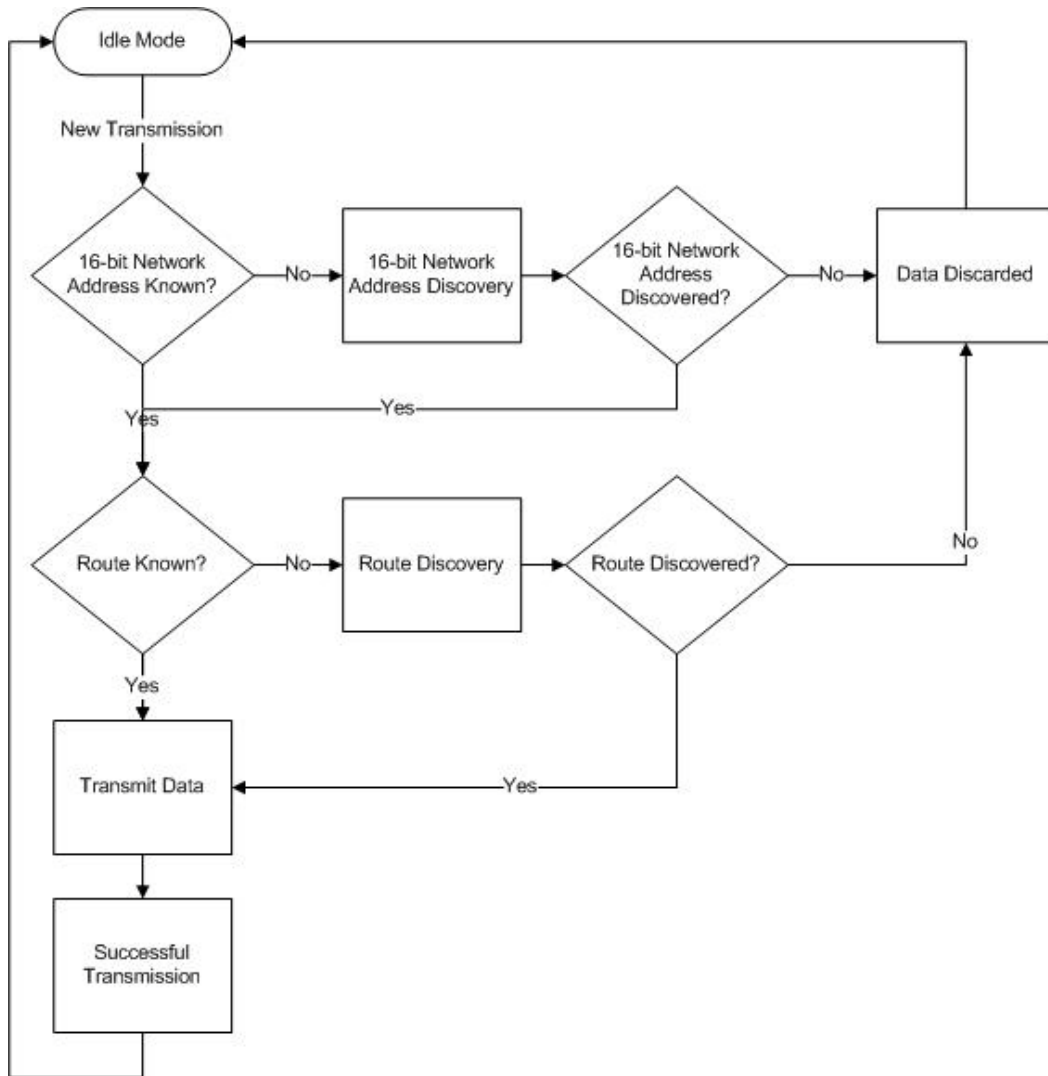 Idle Mode
New Transmission
16-bit Network
Address Known?
No
16-bit Network
Address Discovery
16-bit Network
Address
Discovered?
No
Data Discarded
Yes
Yes
Route Known?
No
Route Discovery
Route Discovered?
No
Yes
Transmit Data
Yes
Successful
Transmission